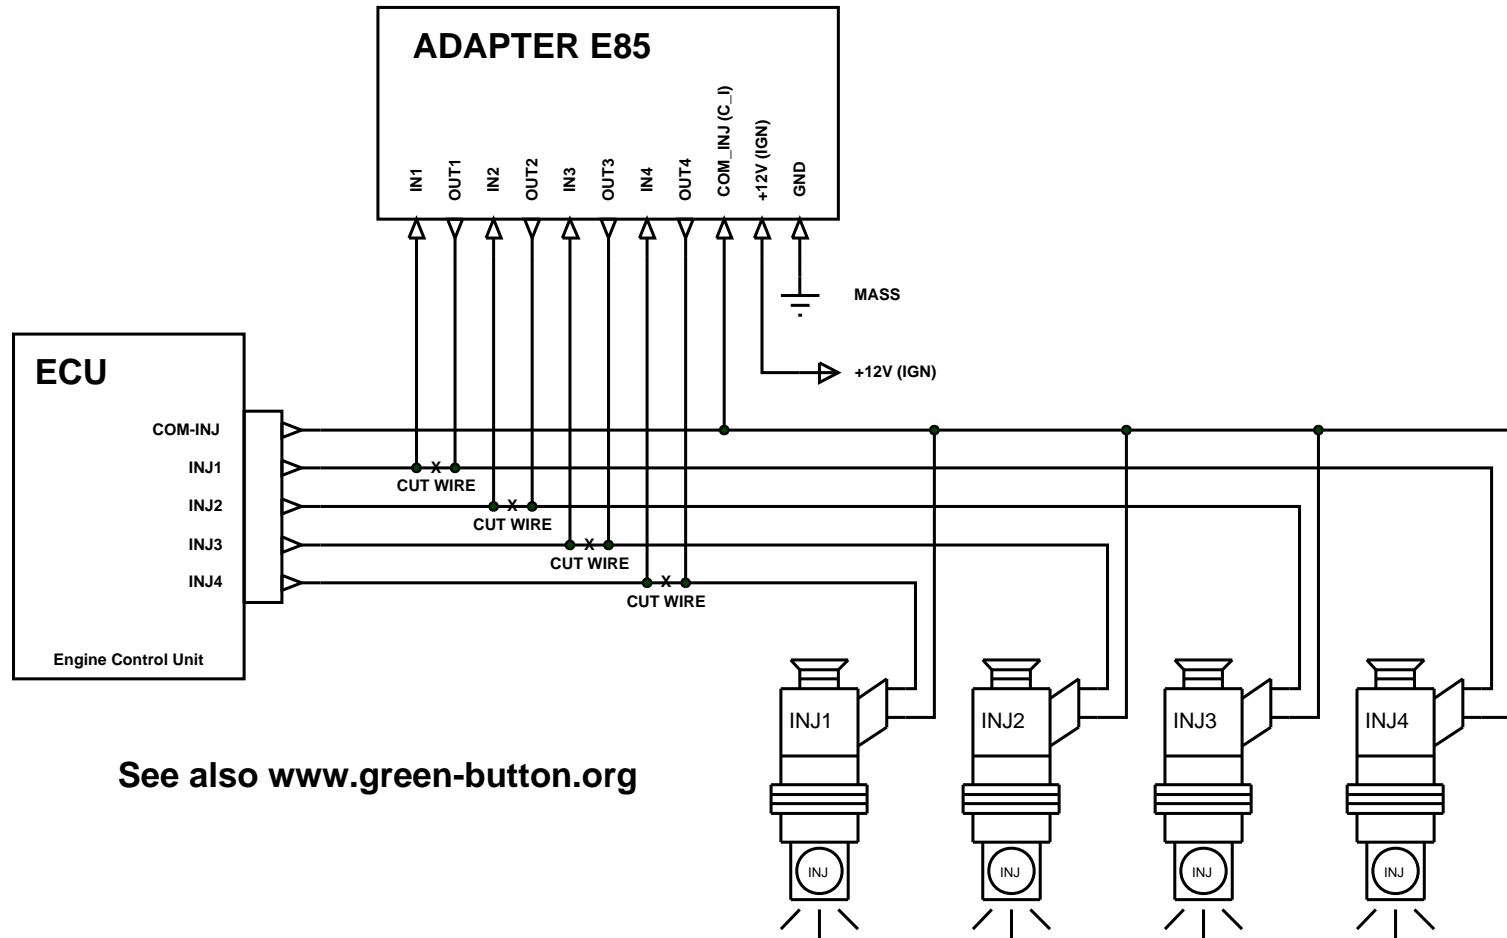 ADAPTER E85
IN1
OUT1
IN2
OUT2
IN3
OUT3
IN4
OUT4
COM_INJ (C_I)
+12V (IGN)
GND
MASS
+12V (IGN)
ECU
COM-INJ
INJ1
INJ2
INJ3
INJ4
Engine Control Unit
X
CUT WIRE
X
CUT WIRE
X
CUT WIRE
X
CUT WIRE
INJ1
INJ2
INJ3
INJ4
See also www.green-button.org
INJ
INJ
INJ
INJ